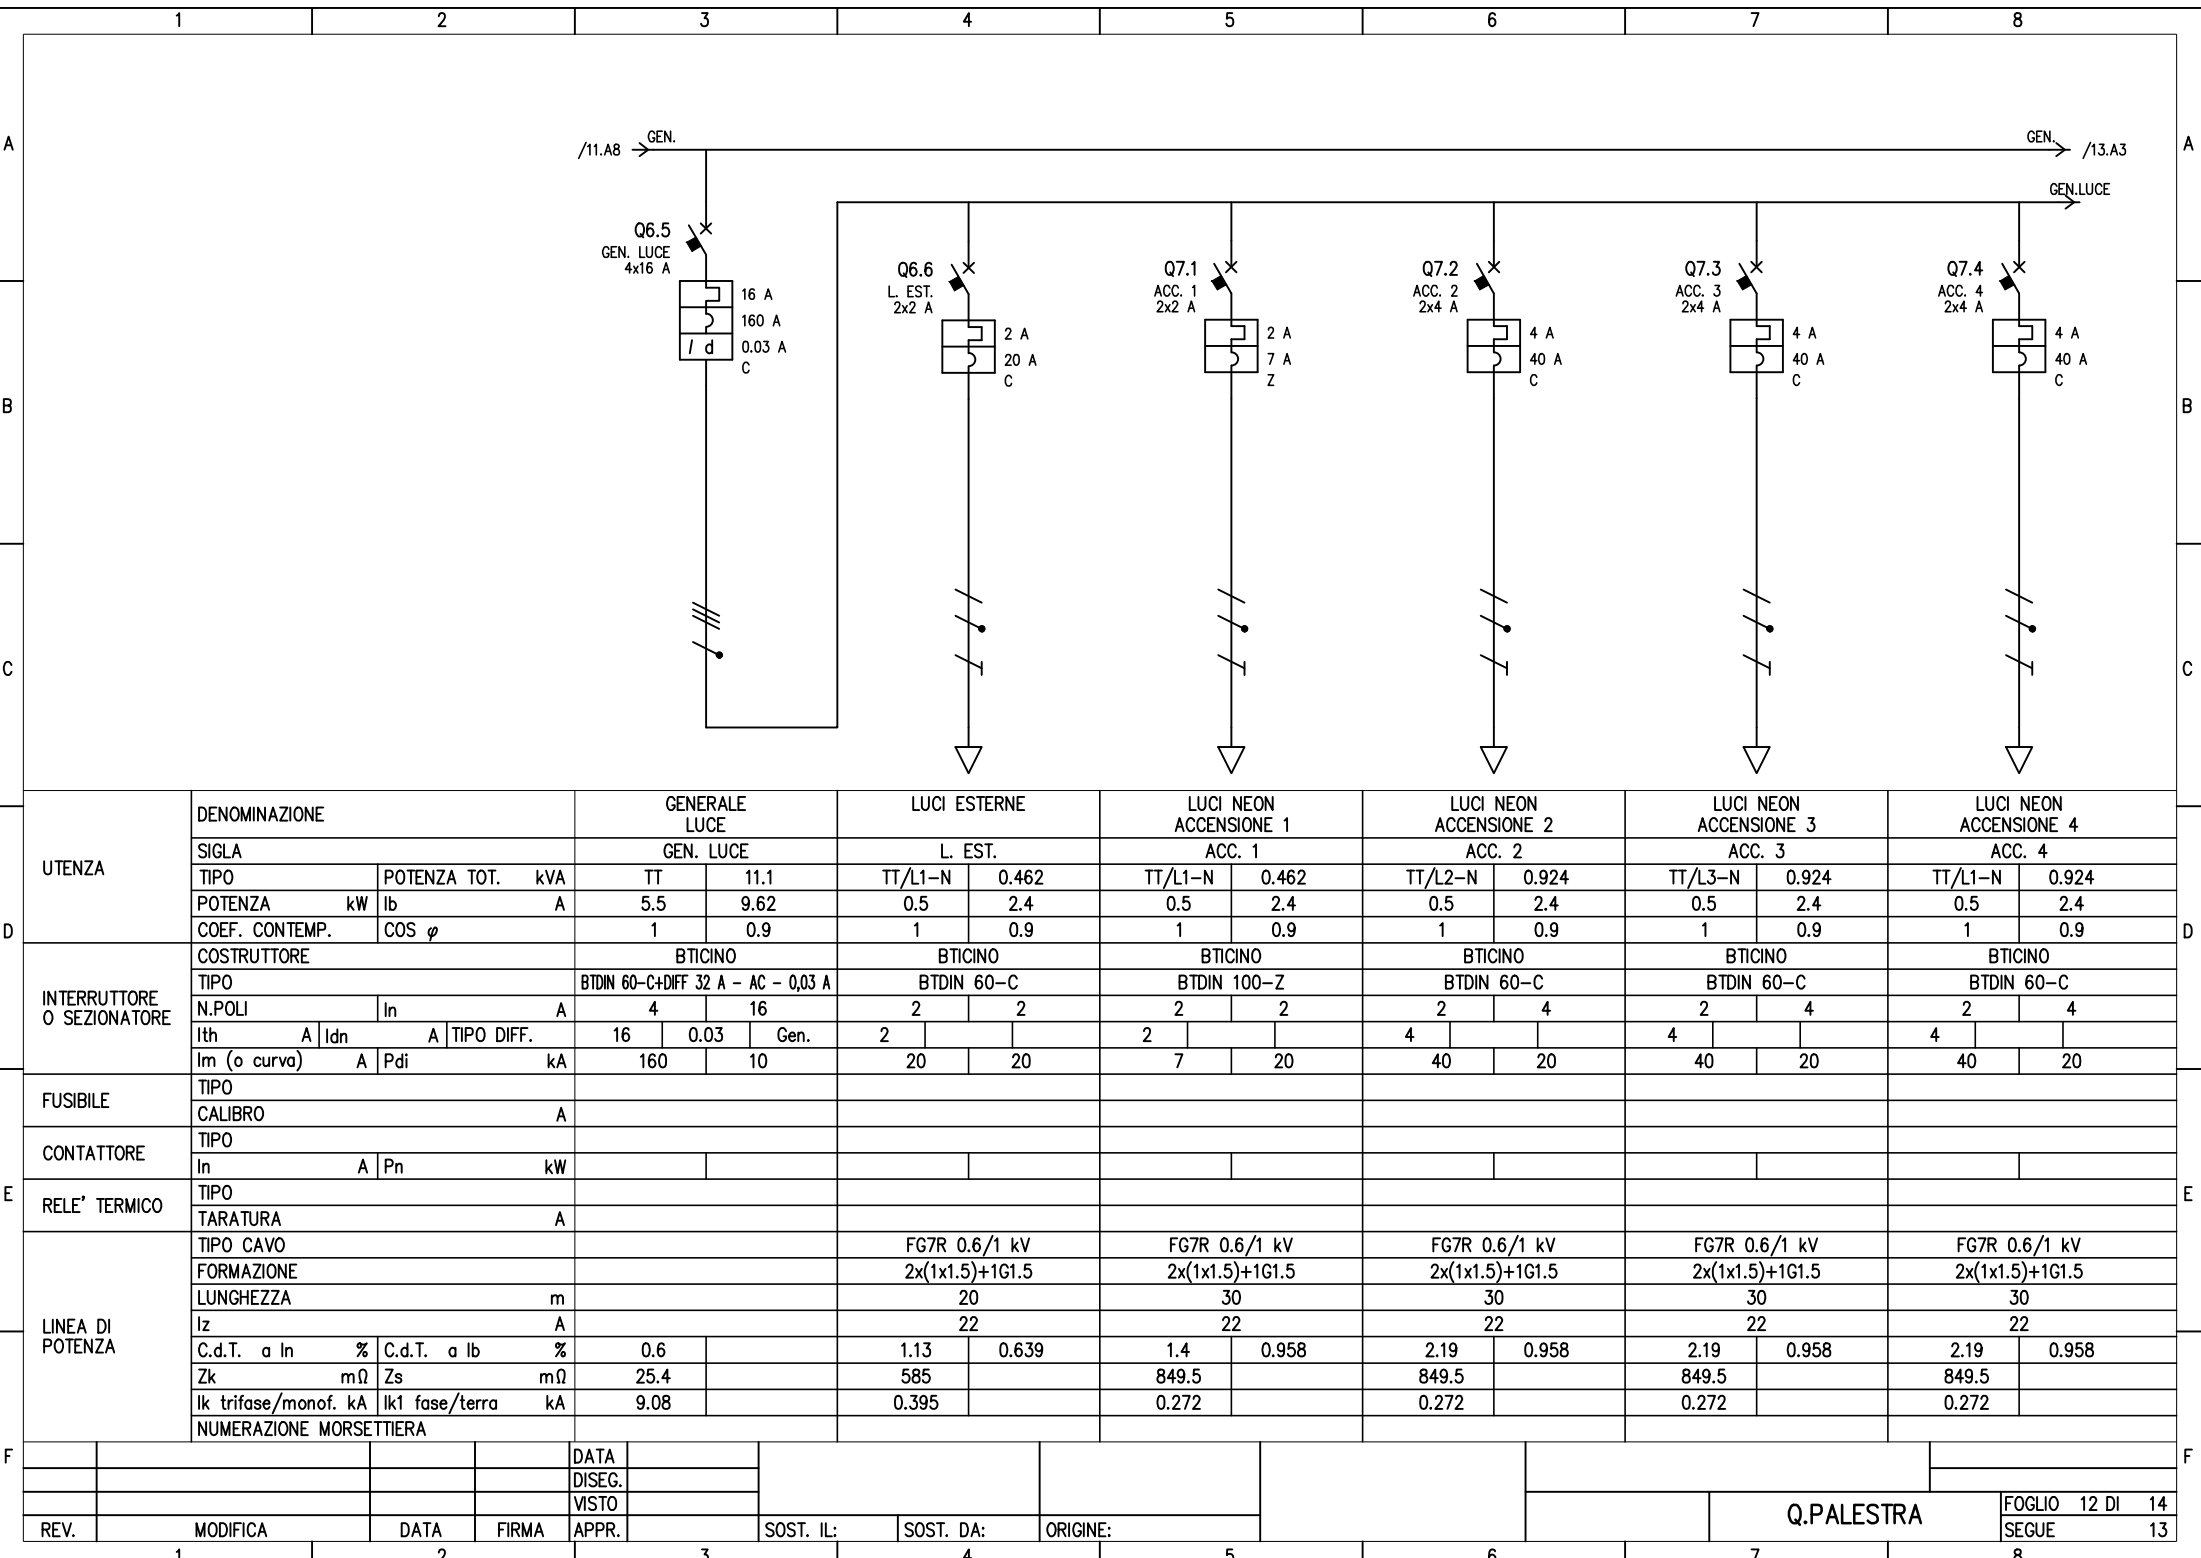 1 2 3 4 5 6 7 8
A A
/11.A8 GEN. GEN. /13.A3
GEN.LUCE
Q6.5
GEN. LUCE
4x16 A
16 A
160 A
I d 0.03 A
C
Q6.6
L. EST.
2x2 A
2 A
20 A
C
Q7.1
ACC. 1
2x2 A
2 A
7 A
Z
Q7.2
ACC. 2
2x4 A
4 A
40 A
C
Q7.3
ACC. 3
2x4 A
4 A
40 A
C
Q7.4
ACC. 4
2x4 A
4 A
40 A
C
B B
C C
UTENZA
DENOMINAZIONE GENERALE LUCE LUCI ESTERNE LUCI NEON ACCENSIONE 1 LUCI NEON ACCENSIONE 2 LUCI NEON ACCENSIONE 3 LUCI NEON ACCENSIONE 4
SIGLA GEN. LUCE L. EST. ACC. 1 ACC. 2 ACC. 3 ACC. 4
TIPO POTENZA TOT. kVA TT 11.1 TT/L1-N 0.462 TT/L1-N 0.462 TT/L2-N 0.924 TT/L3-N 0.924 TT/L1-N 0.924
POTENZA kW Ib A 5.5 9.62 0.5 2.4 0.5 2.4 0.5 2.4 0.5 2.4 0.5 2.4
D D
COEF. CONTEMP. COS φ 1 0.9 1 0.9 1 0.9 1 0.9 1 0.9 1 0.9
INTERRUTTORE
O SEZIONATORE
COSTRUTTORE BTICINO BTICINO BTICINO BTICINO BTICINO BTICINO
TIPO BTDIN 60-C+DIFF 32 A - AC - 0,03 A BTDIN 60-C BTDIN 100-Z BTDIN 60-C BTDIN 60-C BTDIN 60-C
N.POLI In A 4 16 2 2 2 2 2 4 2 4 2 4
Ith A Idn A TIPO DIFF. 16 0.03 Gen. 2 2 4 4 4
Im (o curva) A Pdi kA 160 10 20 20 7 20 40 20 40 20 40 20
FUSIBILE
TIPO
CALIBRO A
CONTATTORE
TIPO
In A Pn kW
E E
RELE' TERMICO
TIPO
TARATURA A
LINEA DI
POTENZA
TIPO CAVO FG7R 0.6/1 kV FG7R 0.6/1 kV FG7R 0.6/1 kV FG7R 0.6/1 kV FG7R 0.6/1 kV
FORMAZIONE 2x(1x1.5)+1G1.5 2x(1x1.5)+1G1.5 2x(1x1.5)+1G1.5 2x(1x1.5)+1G1.5 2x(1x1.5)+1G1.5
LUNGHEZZA m 20 30 30 30 30
Iz A 22 22 22 22 22
C.d.T. a In % C.d.T. a Ib % 0.6 1.13 0.639 1.4 0.958 2.19 0.958 2.19 0.958 2.19 0.958
Zk mΩ Zs mΩ 25.4 585 849.5 849.5 849.5 849.5
Ik trifase/monof. kA Ik1 fase/terra kA 9.08 0.395 0.272 0.272 0.272 0.272
NUMERAZIONE MORSETTIERA
F F
DATA
DISEG.
VISTO
REV. MODIFICA DATA FIRMA APPR. SOST. IL: SOST. DA: ORIGINE:
Q.PALESTRA
FOGLIO 12 DI 14
SEGUE 13
1 2 3 4 5 6 7 8